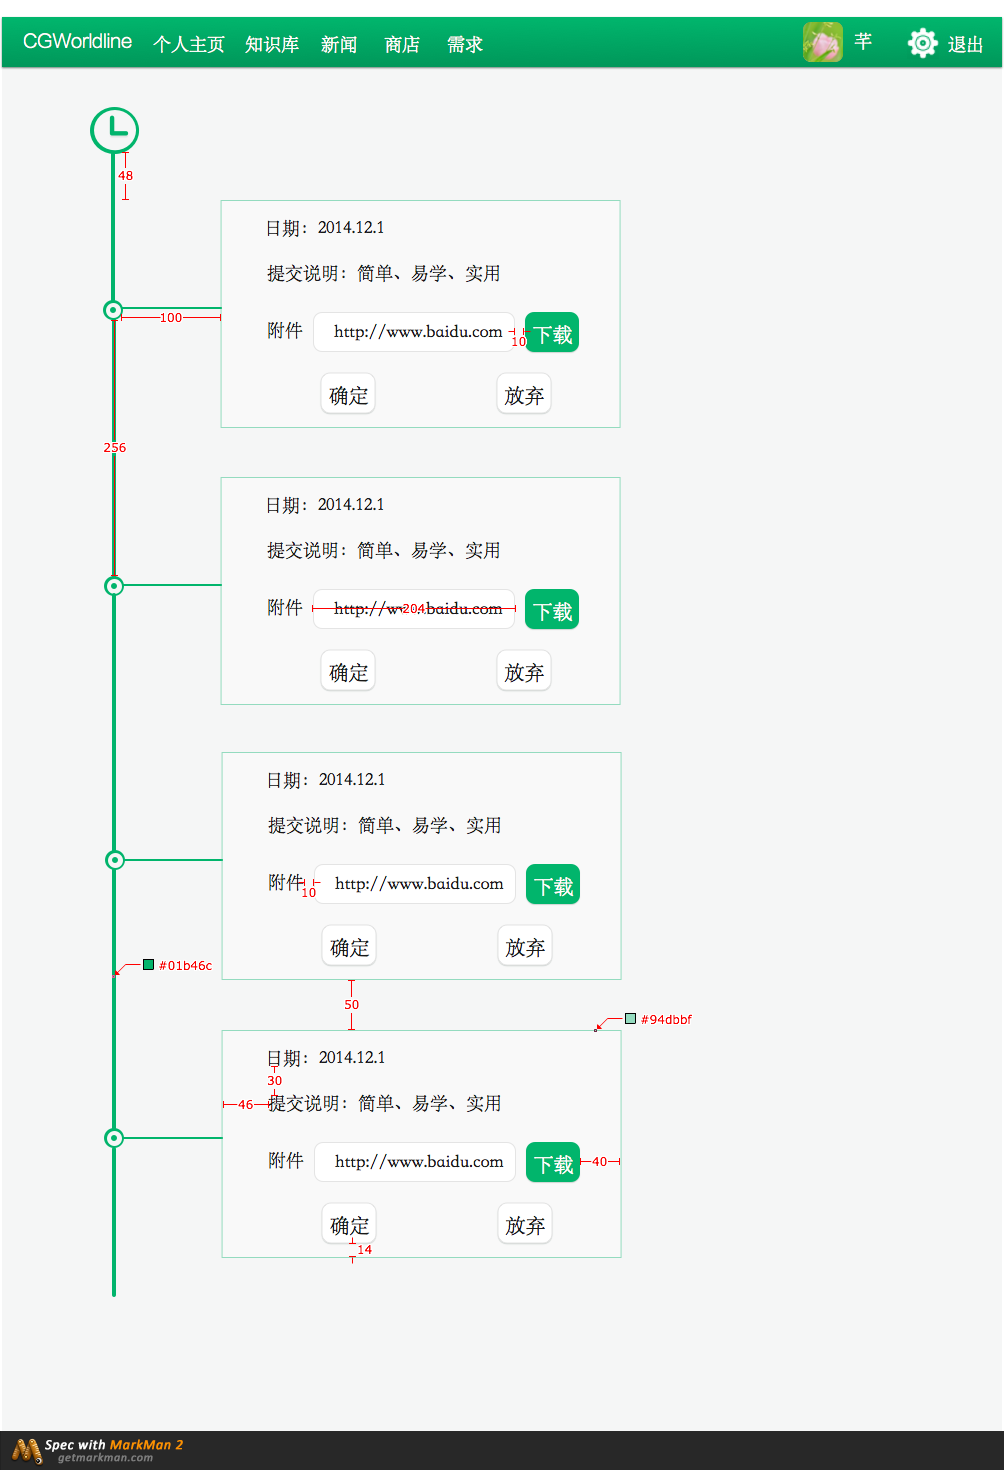 CGWorldline 个人主页 知识库 新闻 商店 需求 芊 退出
48
日期：2014.12.1
提交说明：简单、易学、实用
100
附件 http://www.baidu.com 10 下载
确定 放弃
256
日期：2014.12.1
提交说明：简单、易学、实用
附件 http://www.baidu.com 204 下载
确定 放弃
日期：2014.12.1
提交说明：简单、易学、实用
附件 10 http://www.baidu.com 下载
确定 放弃
#01b46c
50
#94dbbf
日期：2014.12.1
30
46 提交说明：简单、易学、实用
附件 http://www.baidu.com 下载 40
确定 放弃
14
Spec with MarkMan 2
getmarkman.com